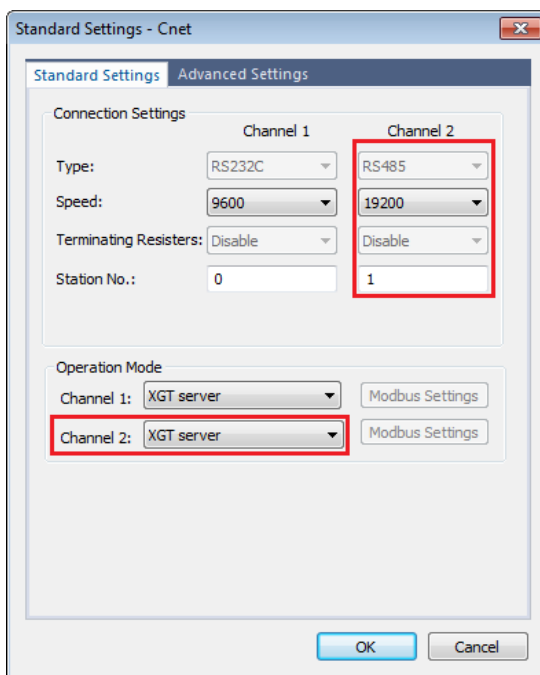 Standard Settings - Cnet
Standard Settings Advanced Settings
Connection Settings
Channel 1 Channel 2
Type: RS232C RS485
Speed: 9600 19200
Terminating Resisters: Disable Disable
Station No.: 0 1
Operation Mode
Channel 1: XGT server Modbus Settings
Channel 2: XGT server Modbus Settings
OK Cancel